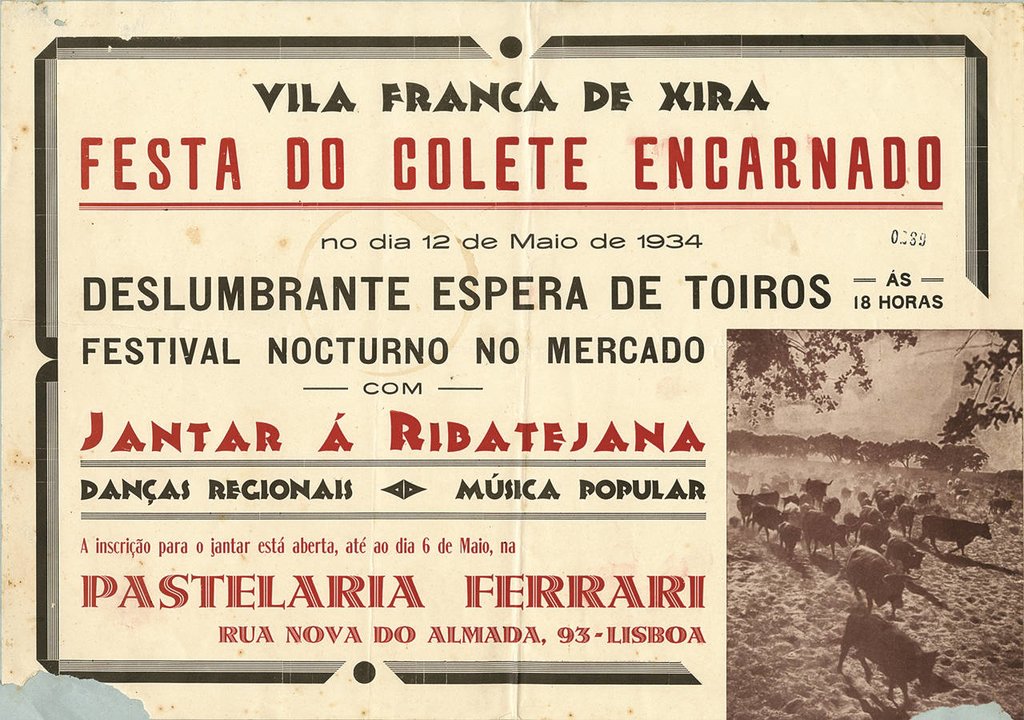 VILA FRANCA DE XIRA
FESTA DO COLETE ENCARNADO
no dia 12 de Maio de 1934
DESLUMBRANTE ESPERA DE TOIROS
ÁS
18 HORAS
FESTIVAL NOCTURNO NO MERCADO
COM
JANTAR Á RIBATEJANA
DANÇAS REGIONAIS MÚSICA POPULAR
A inscrição para o jantar está aberta, até ao dia 6 de Maio, na
PASTELARIA FERRARI
RUA NOVA DO ALMADA, 93-LISBOA